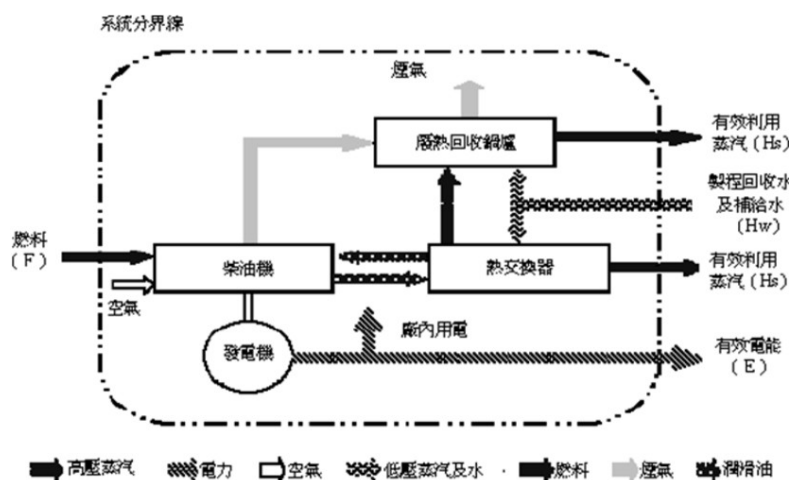 系統分界線
煙氣
廢熱回收鍋爐
有效利用
蒸汽(Hs)
製程回收水
及補給水
(Hw)
燃料
(F)
柴油機
熱交換器
有效利用
蒸汽(Hs)
空氣
廠內用電
發電機
有效電能
(E)
高壓蒸汽
電力
空氣
低壓蒸汽及水
燃料
煙氣
潤滑油